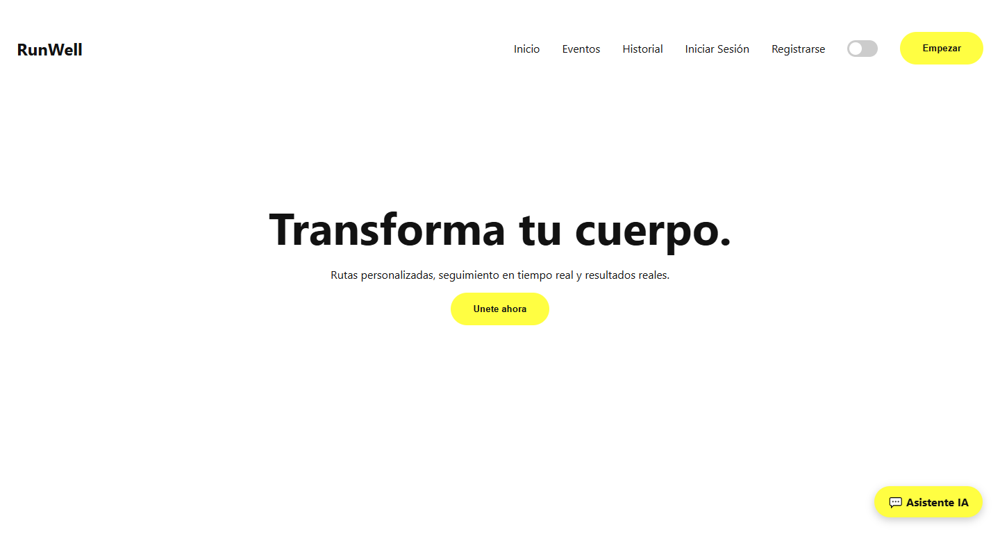 RunWell
Inicio Eventos Historial Iniciar Sesión Registrarse Empezar
Transforma tu cuerpo.
Rutas personalizadas, seguimiento en tiempo real y resultados reales.
Unete ahora
Asistente IA